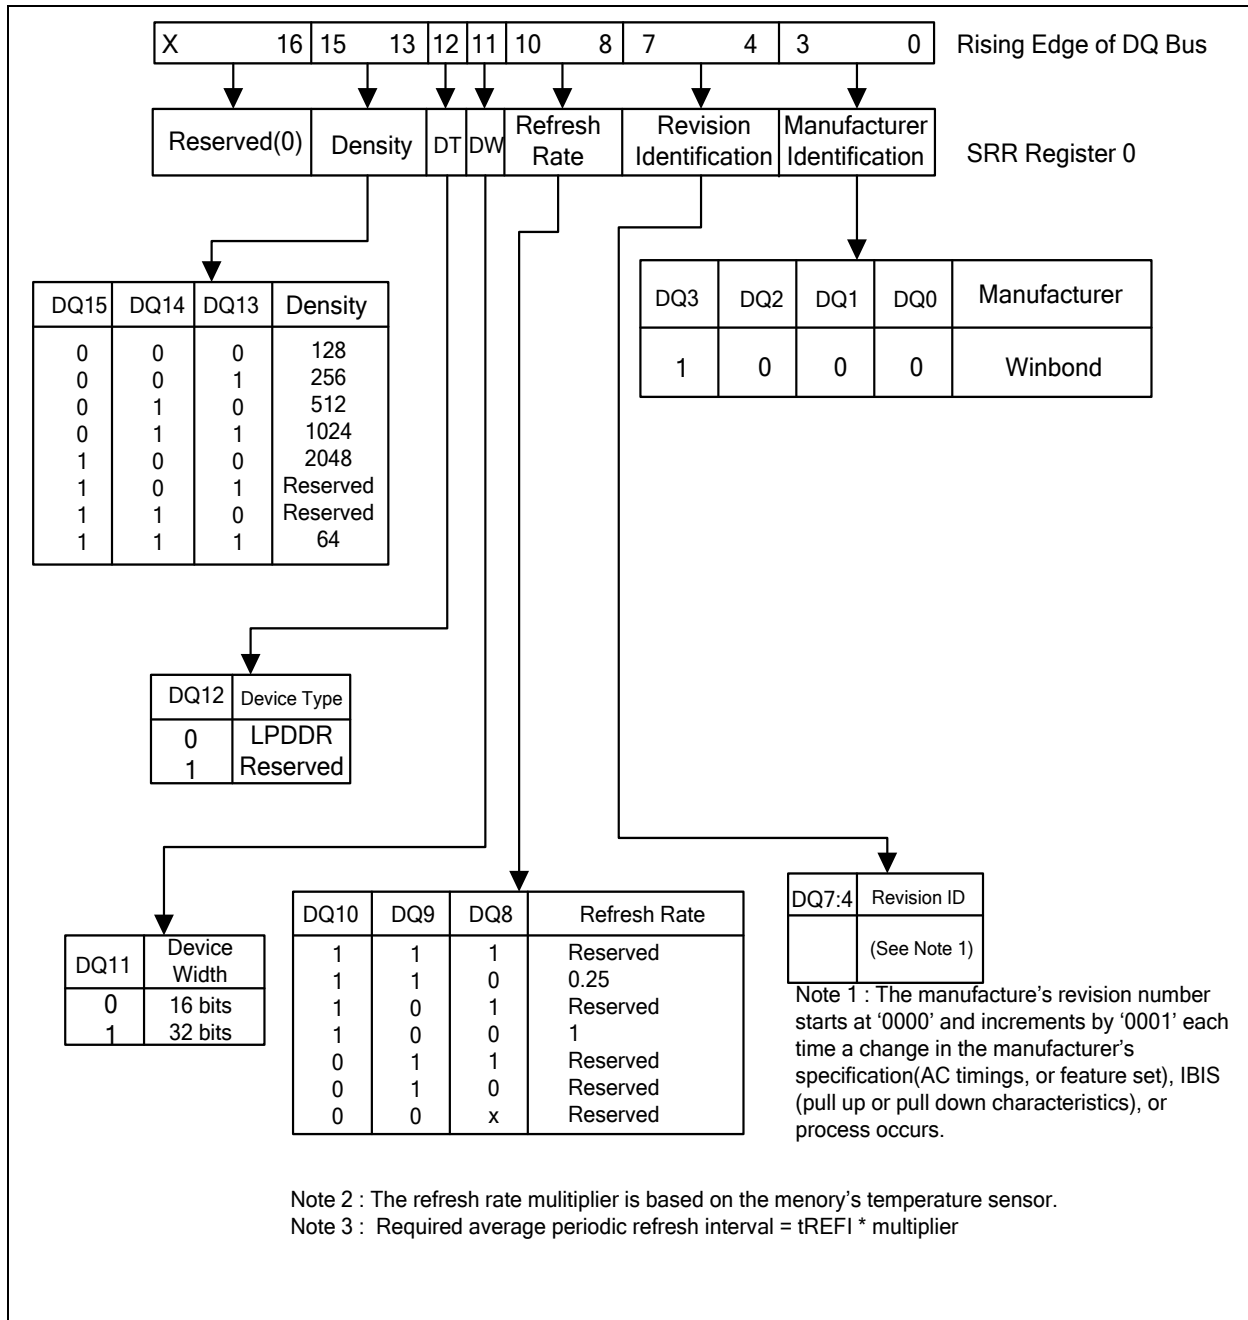 X 16 15 13 12 11 10 8 7 4 3 0 Rising Edge of DQ Bus
Reserved(0) Density DT DW Refresh Rate Revision Identification Manufacturer Identification SRR Register 0
DQ15 DQ14 DQ13 Density
0 0 0 128
0 0 1 256
0 1 0 512
0 1 1 1024
1 0 0 2048
1 0 1 Reserved
1 1 0 Reserved
1 1 1 64
DQ3 DQ2 DQ1 DQ0 Manufacturer
1 0 0 0 Winbond
DQ12 Device Type
0 LPDDR
1 Reserved
DQ11 Device Width
0 16 bits
1 32 bits
DQ10 DQ9 DQ8 Refresh Rate
1 1 1 Reserved
1 1 0 0.25
1 0 1 Reserved
1 0 0 1
0 1 1 Reserved
0 1 0 Reserved
0 0 x Reserved
DQ7:4 Revision ID
(See Note 1)
Note 1 : The manufacture's revision number
starts at ‘0000’ and increments by ‘0001’ each
time a change in the manufacturer's
specification(AC timings, or feature set), IBIS
(pull up or pull down characteristics), or
process occurs.
Note 2 : The refresh rate mulitiplier is based on the menory's temperature sensor.
Note 3 : Required average periodic refresh interval = tREFI * multiplier